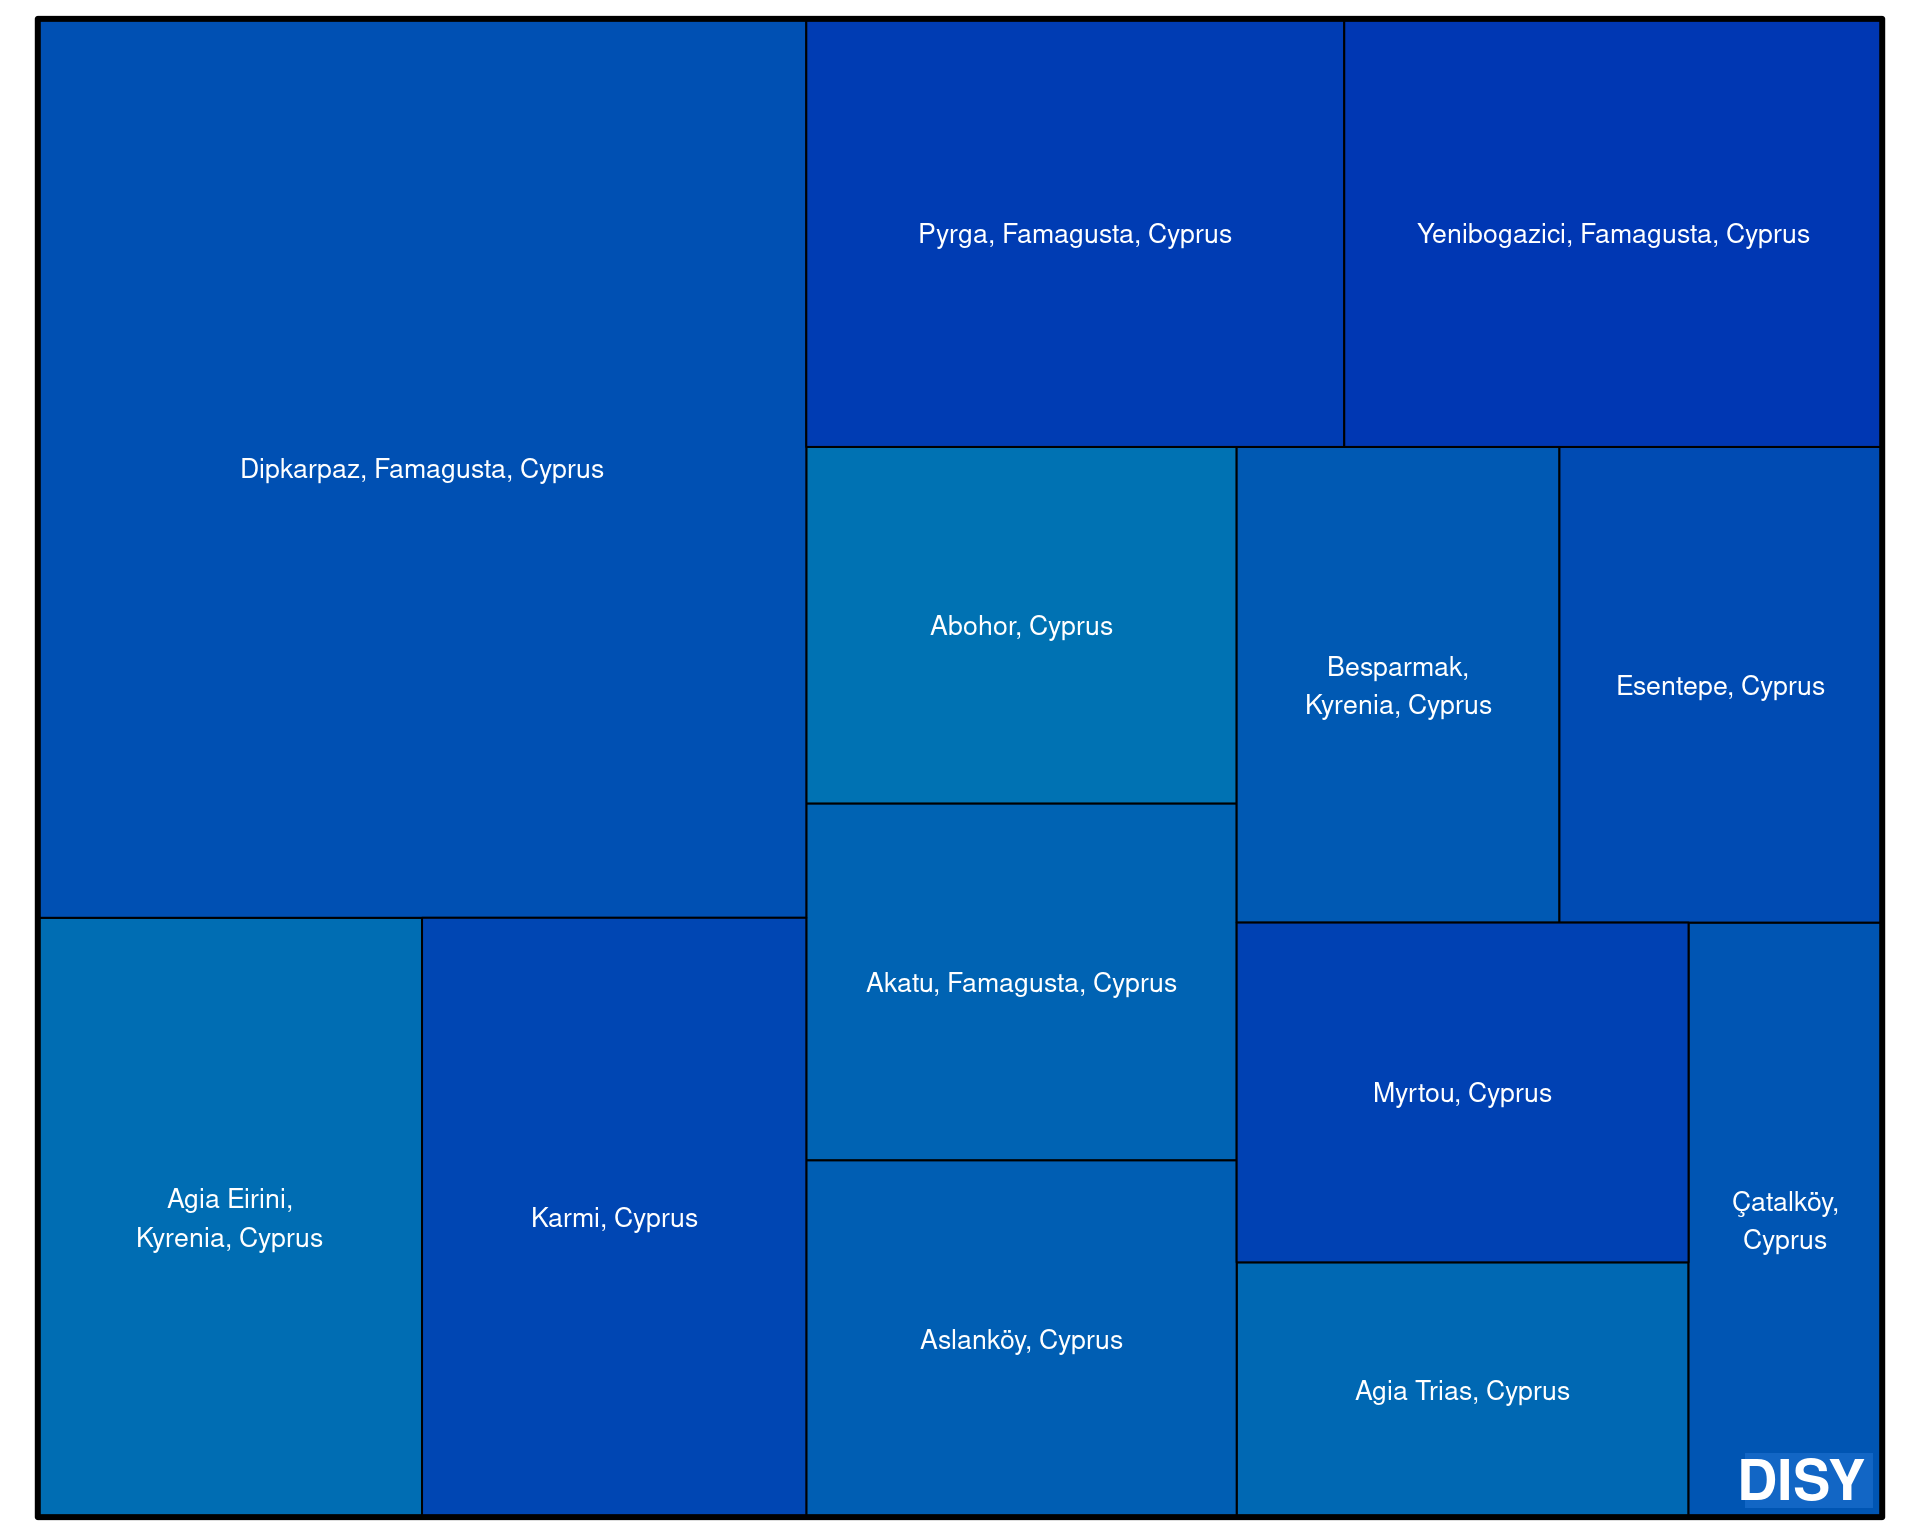 Dipkarpaz, Famagusta, Cyprus
Pyrga, Famagusta, Cyprus
Yenibogazici, Famagusta, Cyprus
Abohor, Cyprus
Besparmak,
Kyrenia, Cyprus
Esentepe, Cyprus
Akatu, Famagusta, Cyprus
Myrtou, Cyprus
Çatalköy,
Cyprus
Agia Eirini,
Kyrenia, Cyprus
Karmi, Cyprus
Aslanköy, Cyprus
Agia Trias, Cyprus
DISY